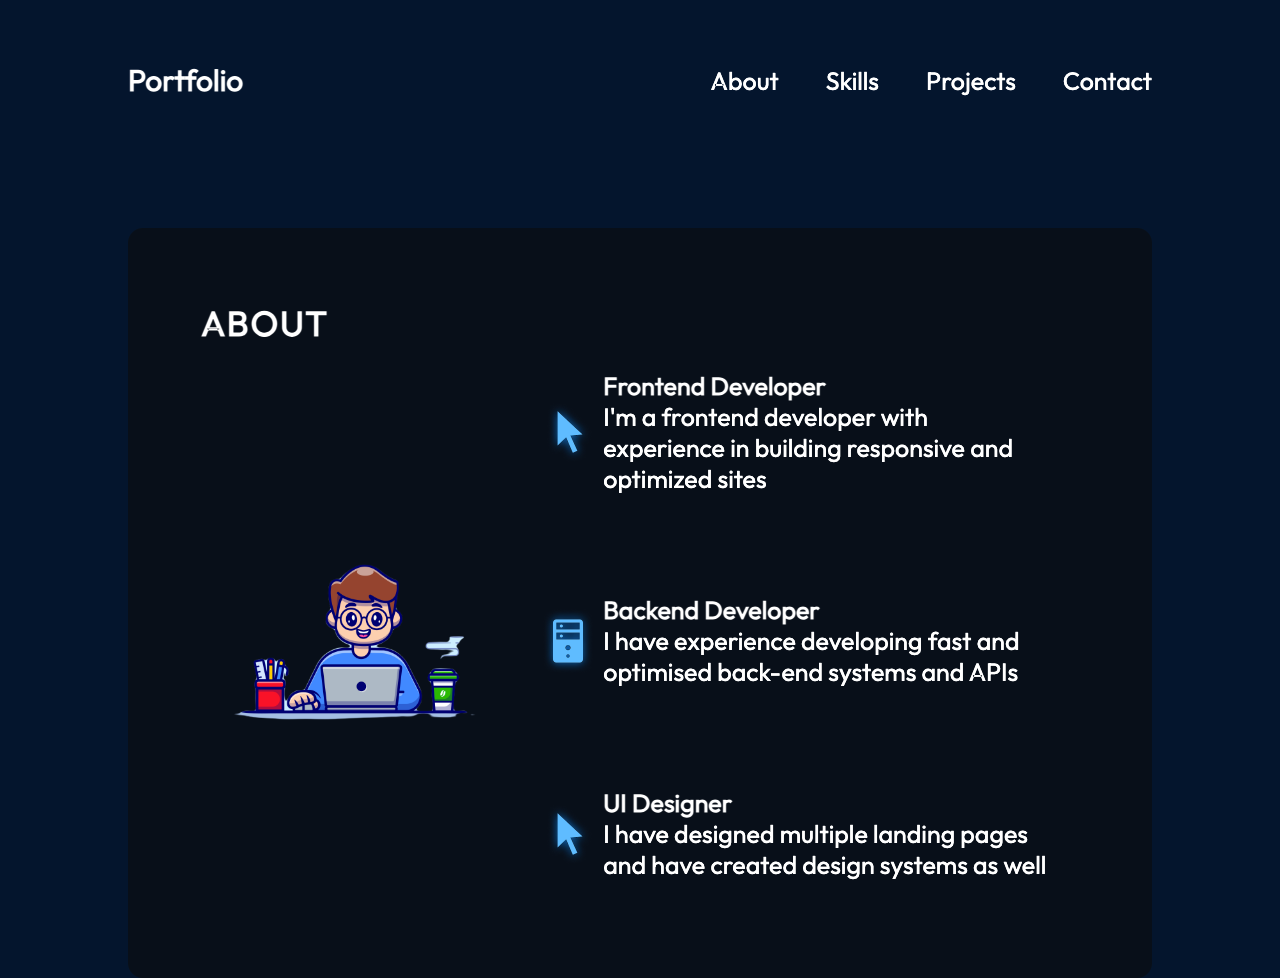 Portfolio
About
Skills
Projects
Contact
ABOUT
Frontend Developer
I'm a frontend developer with
experience in building responsive and
optimized sites
Backend Developer
I have experience developing fast and
optimised back-end systems and APIs
UI Designer
I have designed multiple landing pages
and have created design systems as well